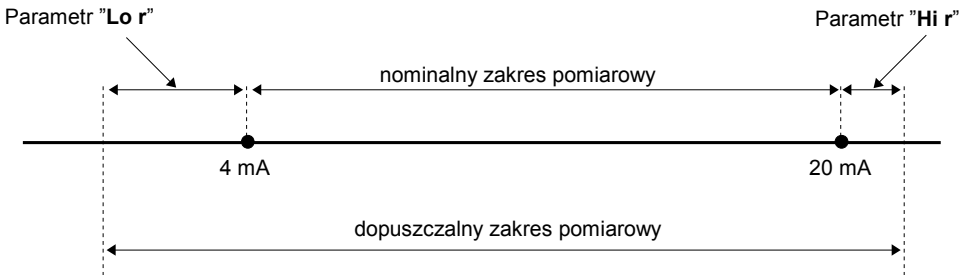 Parametr ”Lo r”
Parametr ”Hi r”
nominalny zakres pomiarowy
4 mA
20 mA
dopuszczalny zakres pomiarowy